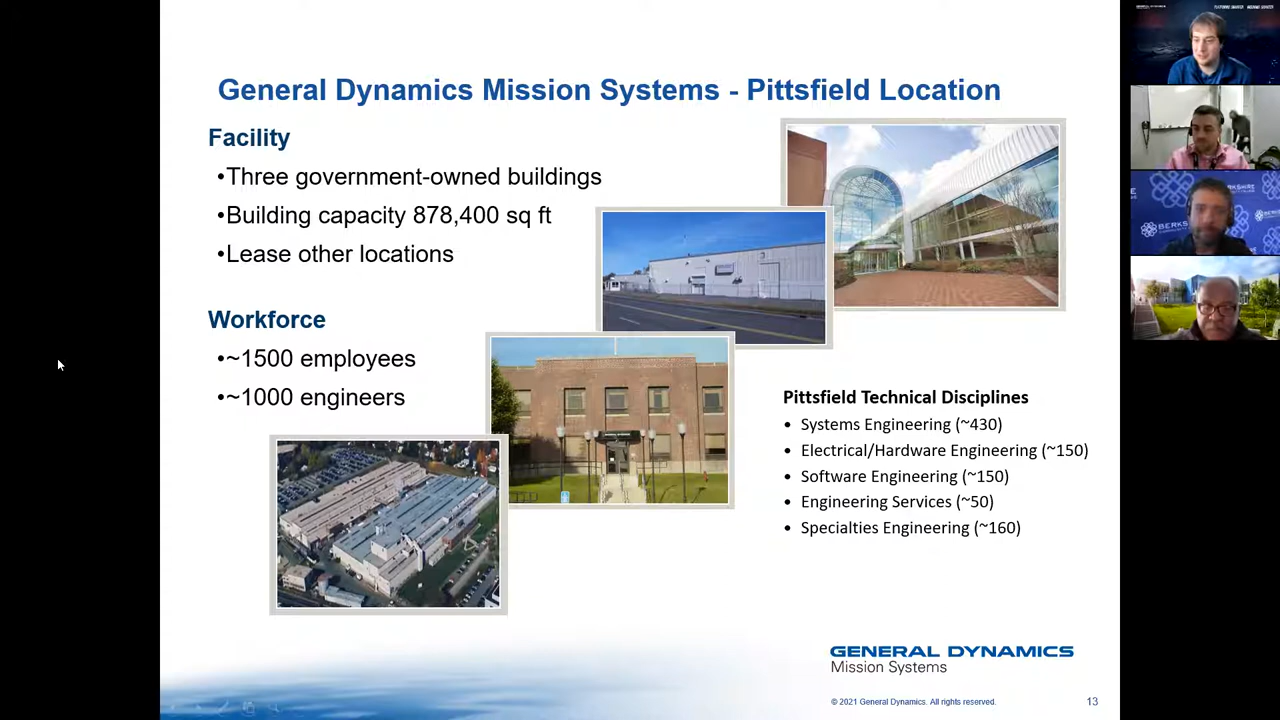 General Dynamics Mission Systems - Pittsfield Location
Facility
•Three government-owned buildings
•Building capacity 878,400 sq ft
•Lease other locations
Workforce
•~1500 employees
•~1000 engineers
Pittsfield Technical Disciplines
• Systems Engineering (~430)
• Electrical/Hardware Engineering (~150)
• Software Engineering (~150)
• Engineering Services (~50)
• Specialties Engineering (~160)
GENERAL DYNAMICS
Mission Systems
© 2021 General Dynamics. All rights reserved.
13
BERKSHIRE
BERKS